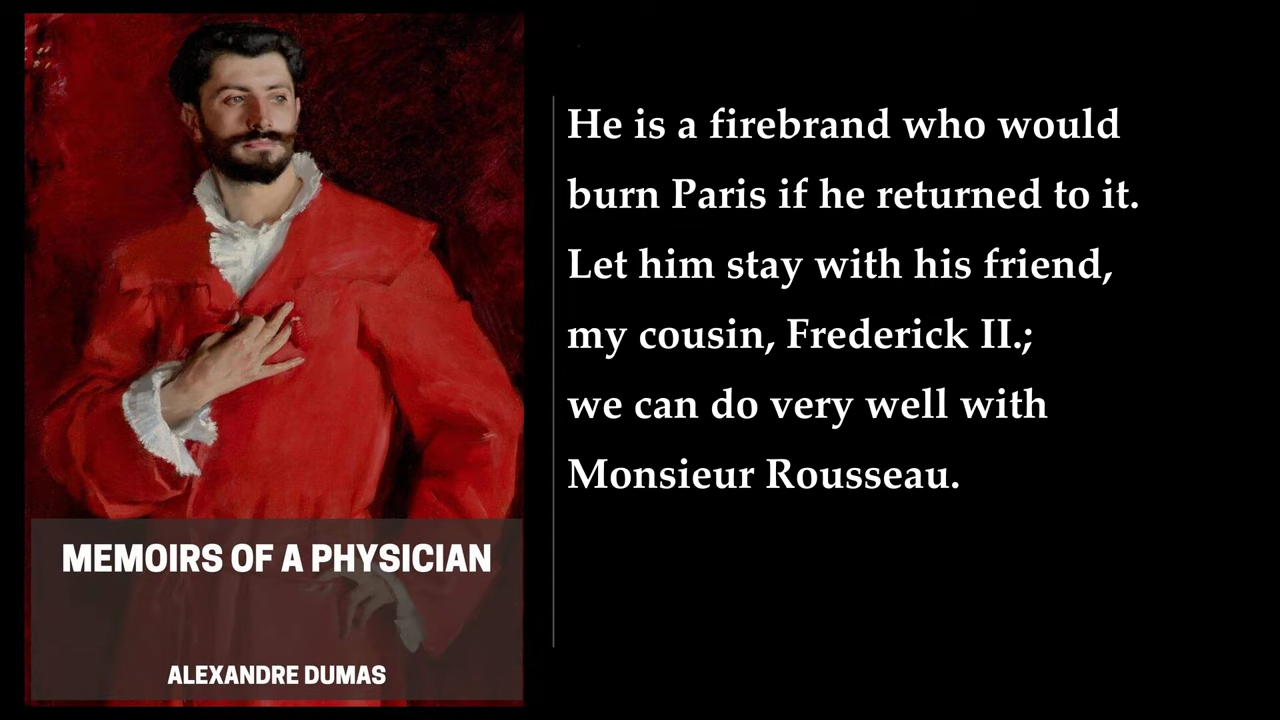 MEMOIRS OF A PHYSICIAN
ALEXANDRE DUMAS
He is a firebrand who would
burn Paris if he returned to it.
Let him stay with his friend,
my cousin, Frederick II.;
we can do very well with
Monsieur Rousseau.